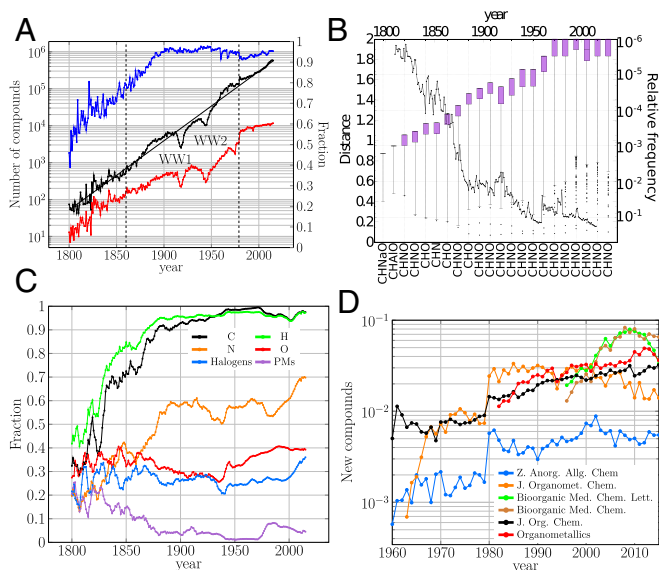 A
Number of compounds
10^6
10^5
10^4
10^3
10^2
10^1
WW1
WW2
1
0.9
0.8
0.7
0.6
0.5
0.4
0.3
0.2
0.1
0
Fraction
1800
1850
1900
1950
2000
year
B
year
1800
1850
1900
1950
2000
Distance
2
1.8
1.6
1.4
1.2
1
0.8
0.6
0.4
0.2
0
10^-6
10^-5
10^-4
10^-3
10^-2
10^-1
Relative frequency
CHNaO
CHAlO
CHNO
CHNO
CHO
CHN
CHO
CHNO
CHO
CHNO
CHNO
CHNO
CHNO
CHNO
CHNO
CHNO
CHNO
CHNO
CHNO
CHNO
CHNO
CHNO
C
Fraction
1
0.9
0.8
0.7
0.6
0.5
0.4
0.3
0.2
0.1
0
C
H
N
O
Halogens
PMs
1800
1850
1900
1950
2000
year
D
New compounds
10^-1
10^-2
10^-3
Z. Anorg. Allg. Chem
J. Organomet. Chem.
Bioorganic Med. Chem. Lett.
Bioorganic Med. Chem.
J. Org. Chem.
Organometallics
1960
1970
1980
1990
2000
2010
year